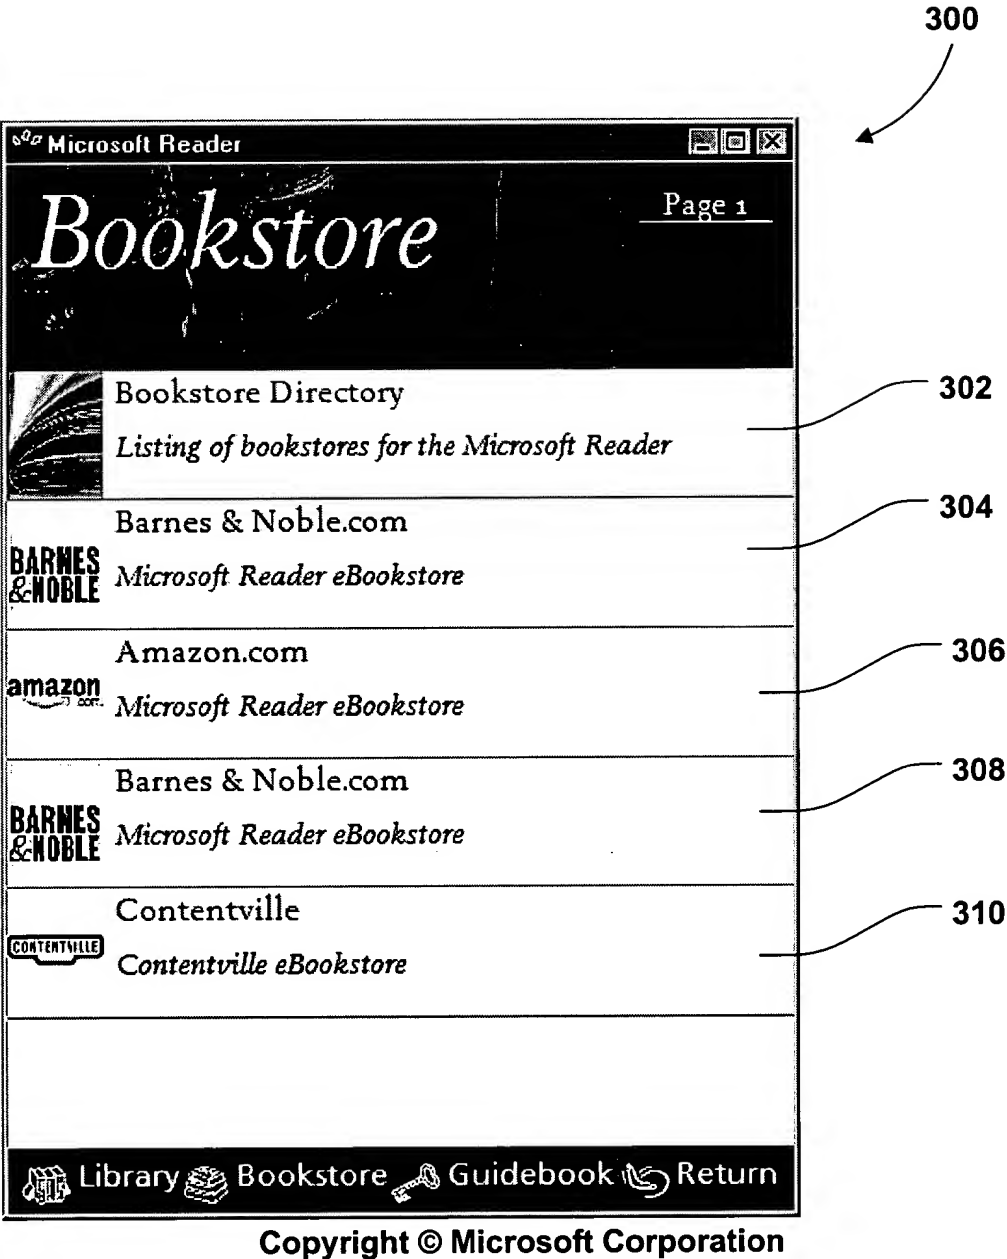 300
Microsoft Reader
Bookstore
Page 1
Bookstore Directory
302
Listing of bookstores for the Microsoft Reader
Barnes & Noble.com
304
BARNES
&NOBLE
Microsoft Reader eBookstore
Amazon.com
306
amazon
.com.
Microsoft Reader eBookstore
Barnes & Noble.com
308
BARNES
&NOBLE
Microsoft Reader eBookstore
Contentville
310
CONTENTVILLE
Contentville eBookstore
Library Bookstore Guidebook Return
Copyright © Microsoft Corporation